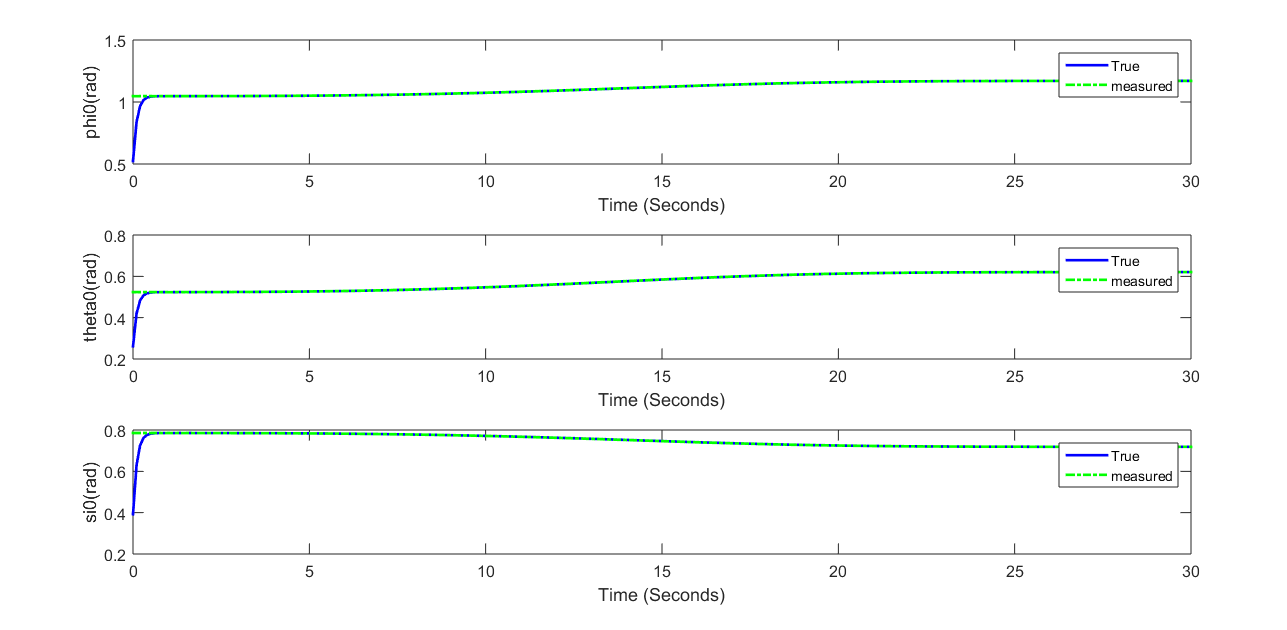 1.5
1
0.5
phi0(rad)
True
measured
0 5 10 15 20 25 30
Time (Seconds)
0.8
0.6
0.4
0.2
theta0(rad)
True
measured
0 5 10 15 20 25 30
Time (Seconds)
0.8
0.6
0.4
0.2
si0(rad)
True
measured
0 5 10 15 20 25 30
Time (Seconds)